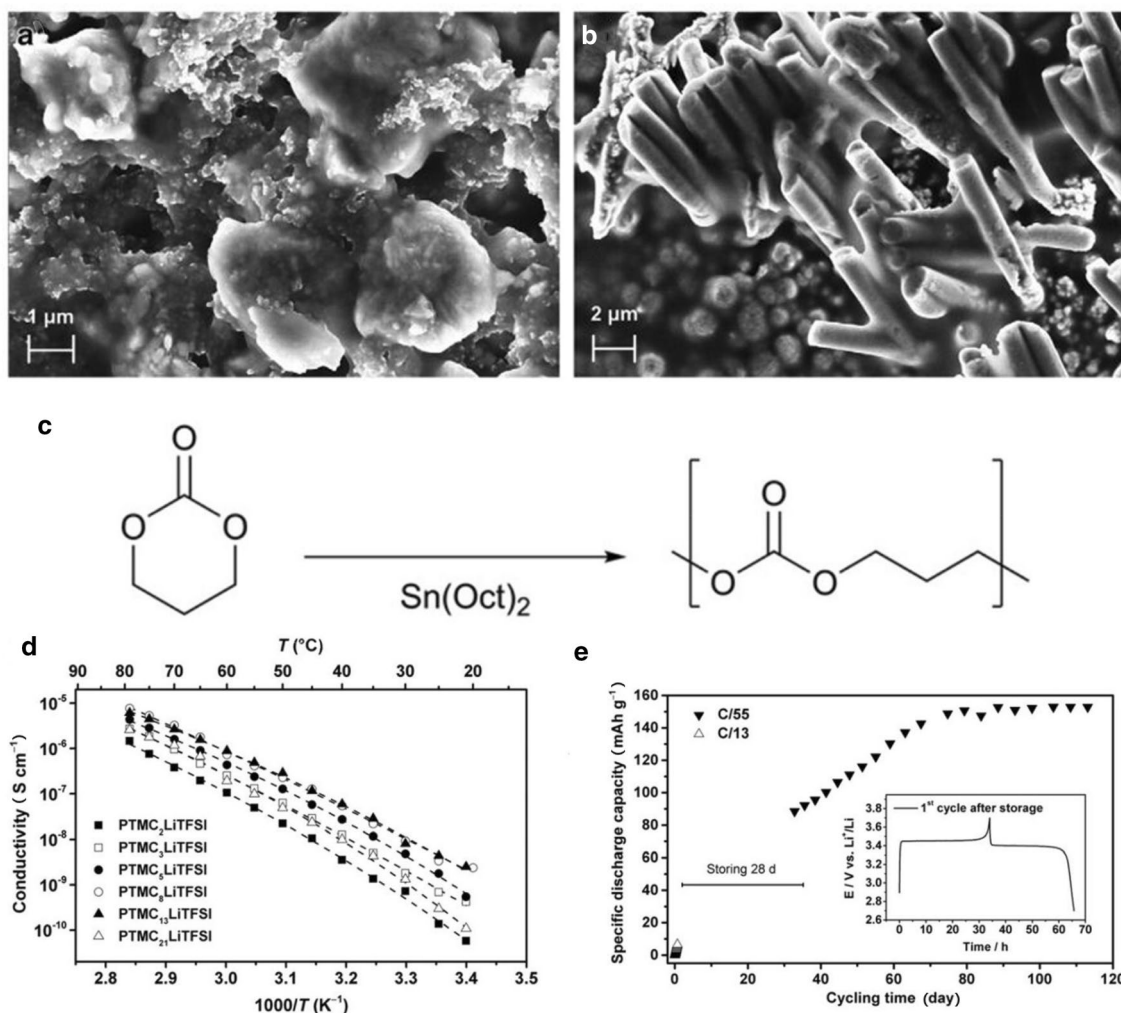 a
1 µm
b
2 µm
c
O
O
O
Sn(Oct)2
O
O
O
d
T (°C)
90 80 70 60 50 40 30 20
10⁻⁵
10⁻⁶
10⁻⁷
10⁻⁸
10⁻⁹
10⁻¹⁰
Conductivity (S cm⁻¹)
PTMC₂LiTFSI
PTMC₃LiTFSI
PTMC₅LiTFSI
PTMC₈LiTFSI
PTMC₁₃LiTFSI
PTMC₂₁LiTFSI
2.8 2.9 3.0 3.1 3.2 3.3 3.4 3.5
1000/T (K⁻¹)
e
Specific discharge capacity (mAh g⁻¹)
160
140
120
100
80
60
40
20
0
C/55
C/13
Storing 28 d
1st cycle after storage
E / V vs. Li⁺/Li
3.8
3.6
3.4
3.2
3.0
2.8
2.6
0 10 20 30 40 50 60 70
Time / h
0 20 40 60 80 100 120
Cycling time (day)